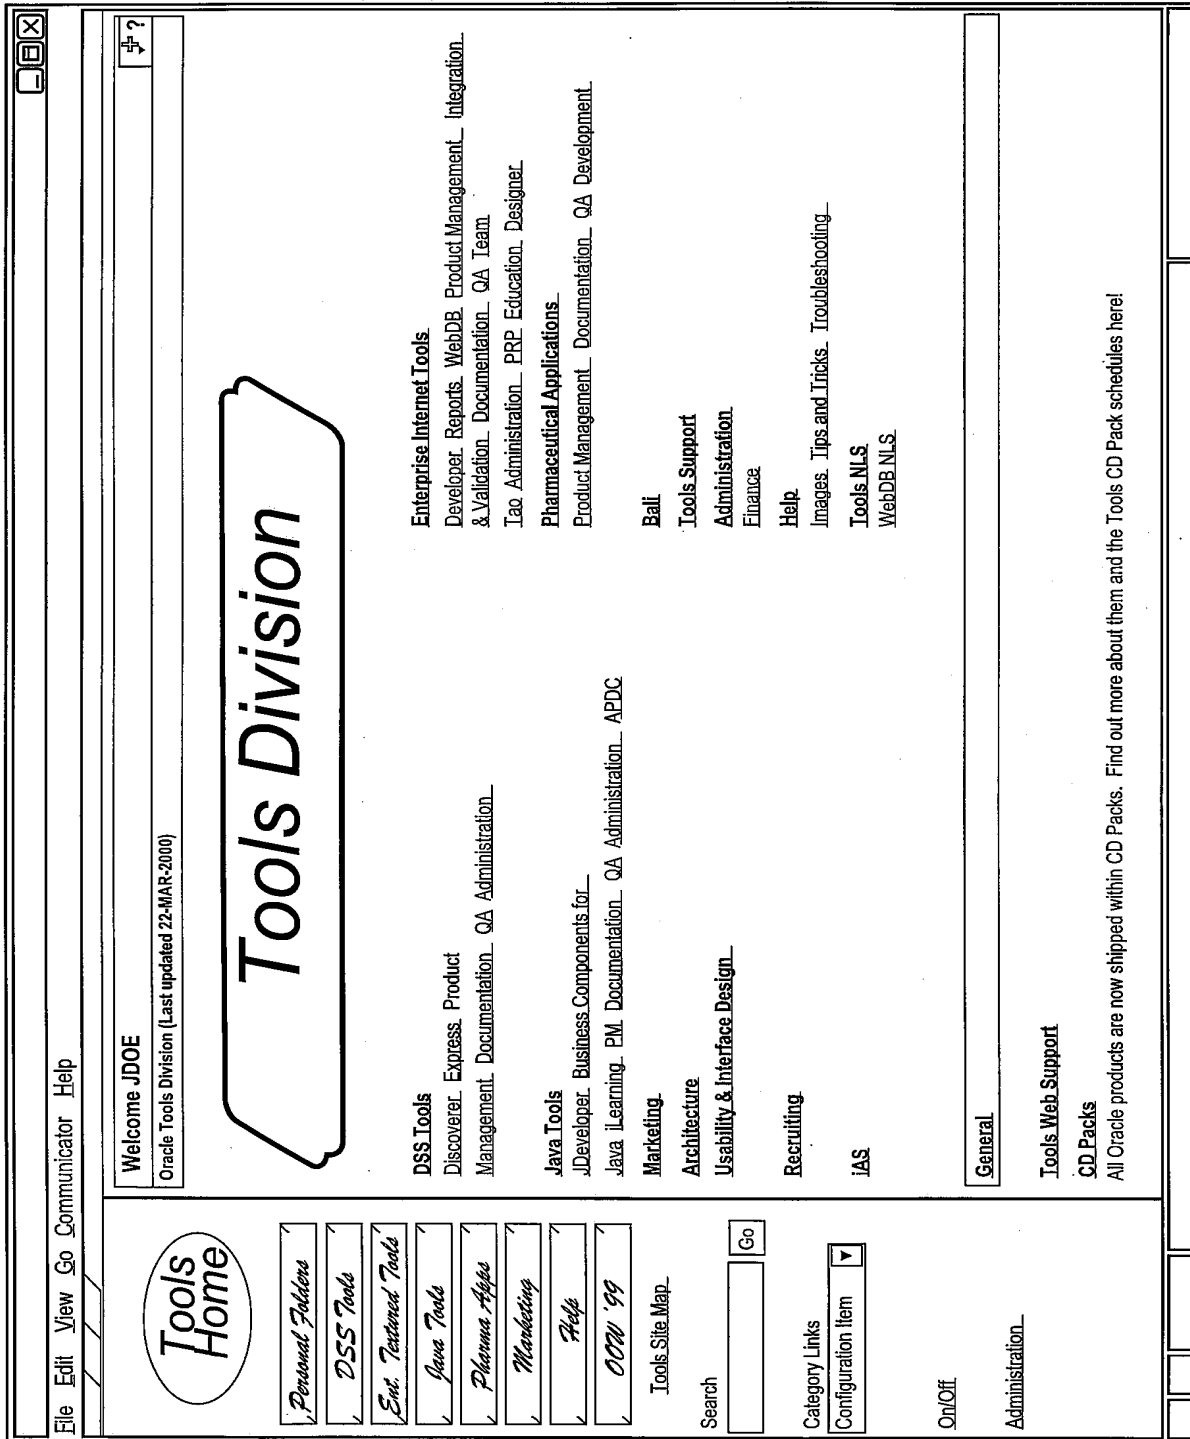 File Edit View Go Communicator Help
Tools
Home
Personal Folders
DSS Tools
Ent. Textured Tools
Java Tools
Pharma Apps
Marketing
Help
OOW '99
Tools Site Map
Search
Go
Category Links
Configuration Item
On/Off
Administration
Welcome JDOE
?
Oracle Tools Division (Last updated 22-MAR-2000)
Tools Division
DSS Tools
Discoverer Express Product
Management Documentation QA Administration
Java Tools
JDeveloper Business Components for
Java iLearning PM Documentation QA Administration APDC
Marketing
Architecture
Usability & Interface Design
Recruiting
iAS
Enterprise Internet Tools
Developer Reports WebDB Product Management Integration
& Validation Documentation QA Team
Tao Administration PRP Education Designer
Pharmaceutical Applications
Product Management Documentation QA Development
Bali
Tools Support
Administration
Finance
Help
Images Tips and Tricks Troubleshooting
Tools NLS
WebDB NLS
General
Tools Web Support
CD Packs
All Oracle products are now shipped within CD Packs. Find out more about them and the Tools CD Pack schedules here!